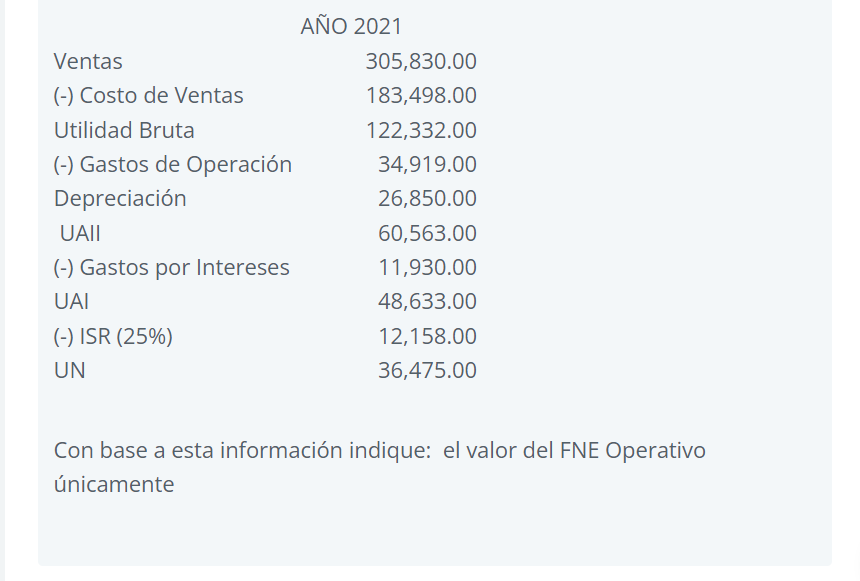 AÑO 2021
Ventas 305,830.00
(-) Costo de Ventas 183,498.00
Utilidad Bruta 122,332.00
(-) Gastos de Operación 34,919.00
Depreciación 26,850.00
UAII 60,563.00
(-) Gastos por Intereses 11,930.00
UAI 48,633.00
(-) ISR (25%) 12,158.00
UN 36,475.00
Con base a esta información indique: el valor del FNE Operativo
únicamente